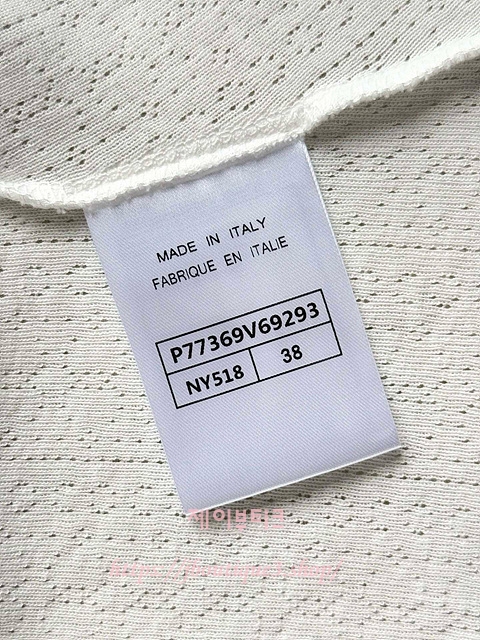 MADE IN ITALY
FABRIQUE EN ITALIE
P77369V69293
NY518 38